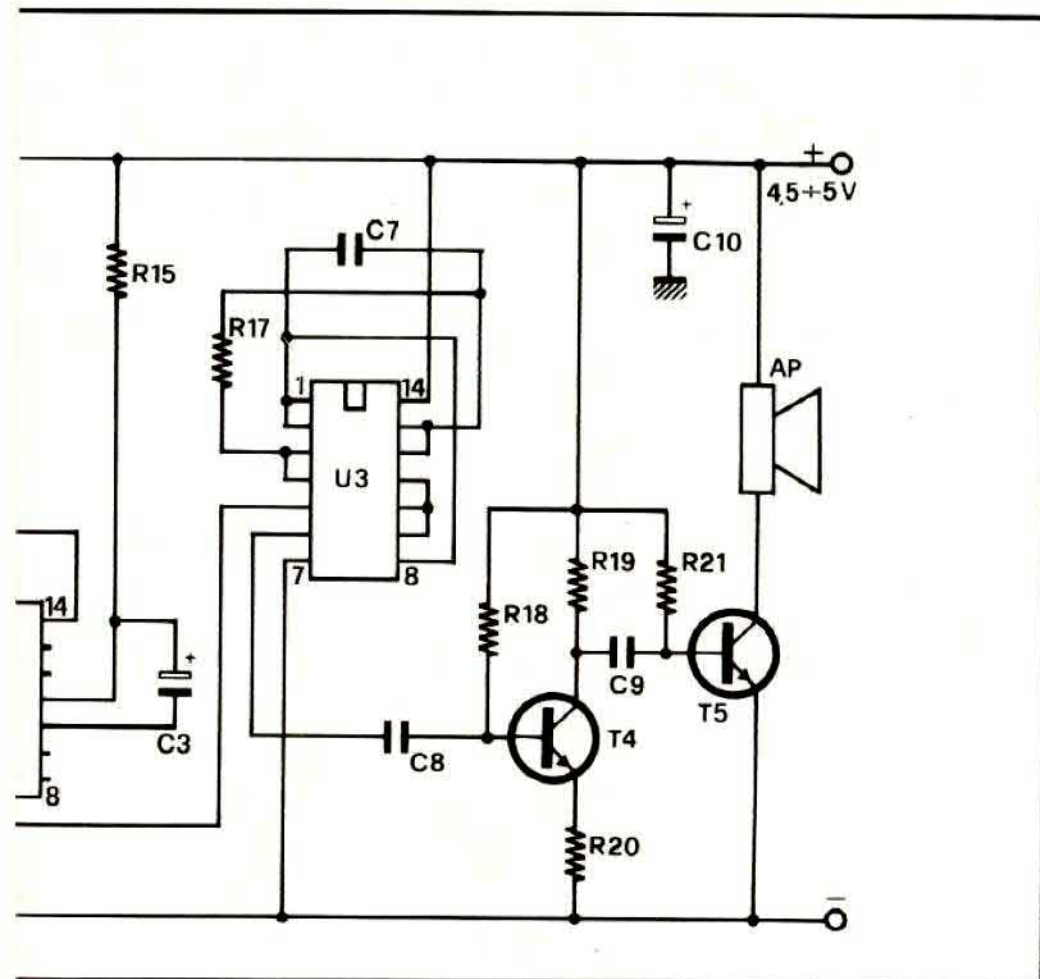 +
4,5÷5V
C7
+
C10
R15
R17
AP
1
14
U3
7
8
R19
R21
14
R18
+
C9
T5
C3
C8
T4
8
R20
−